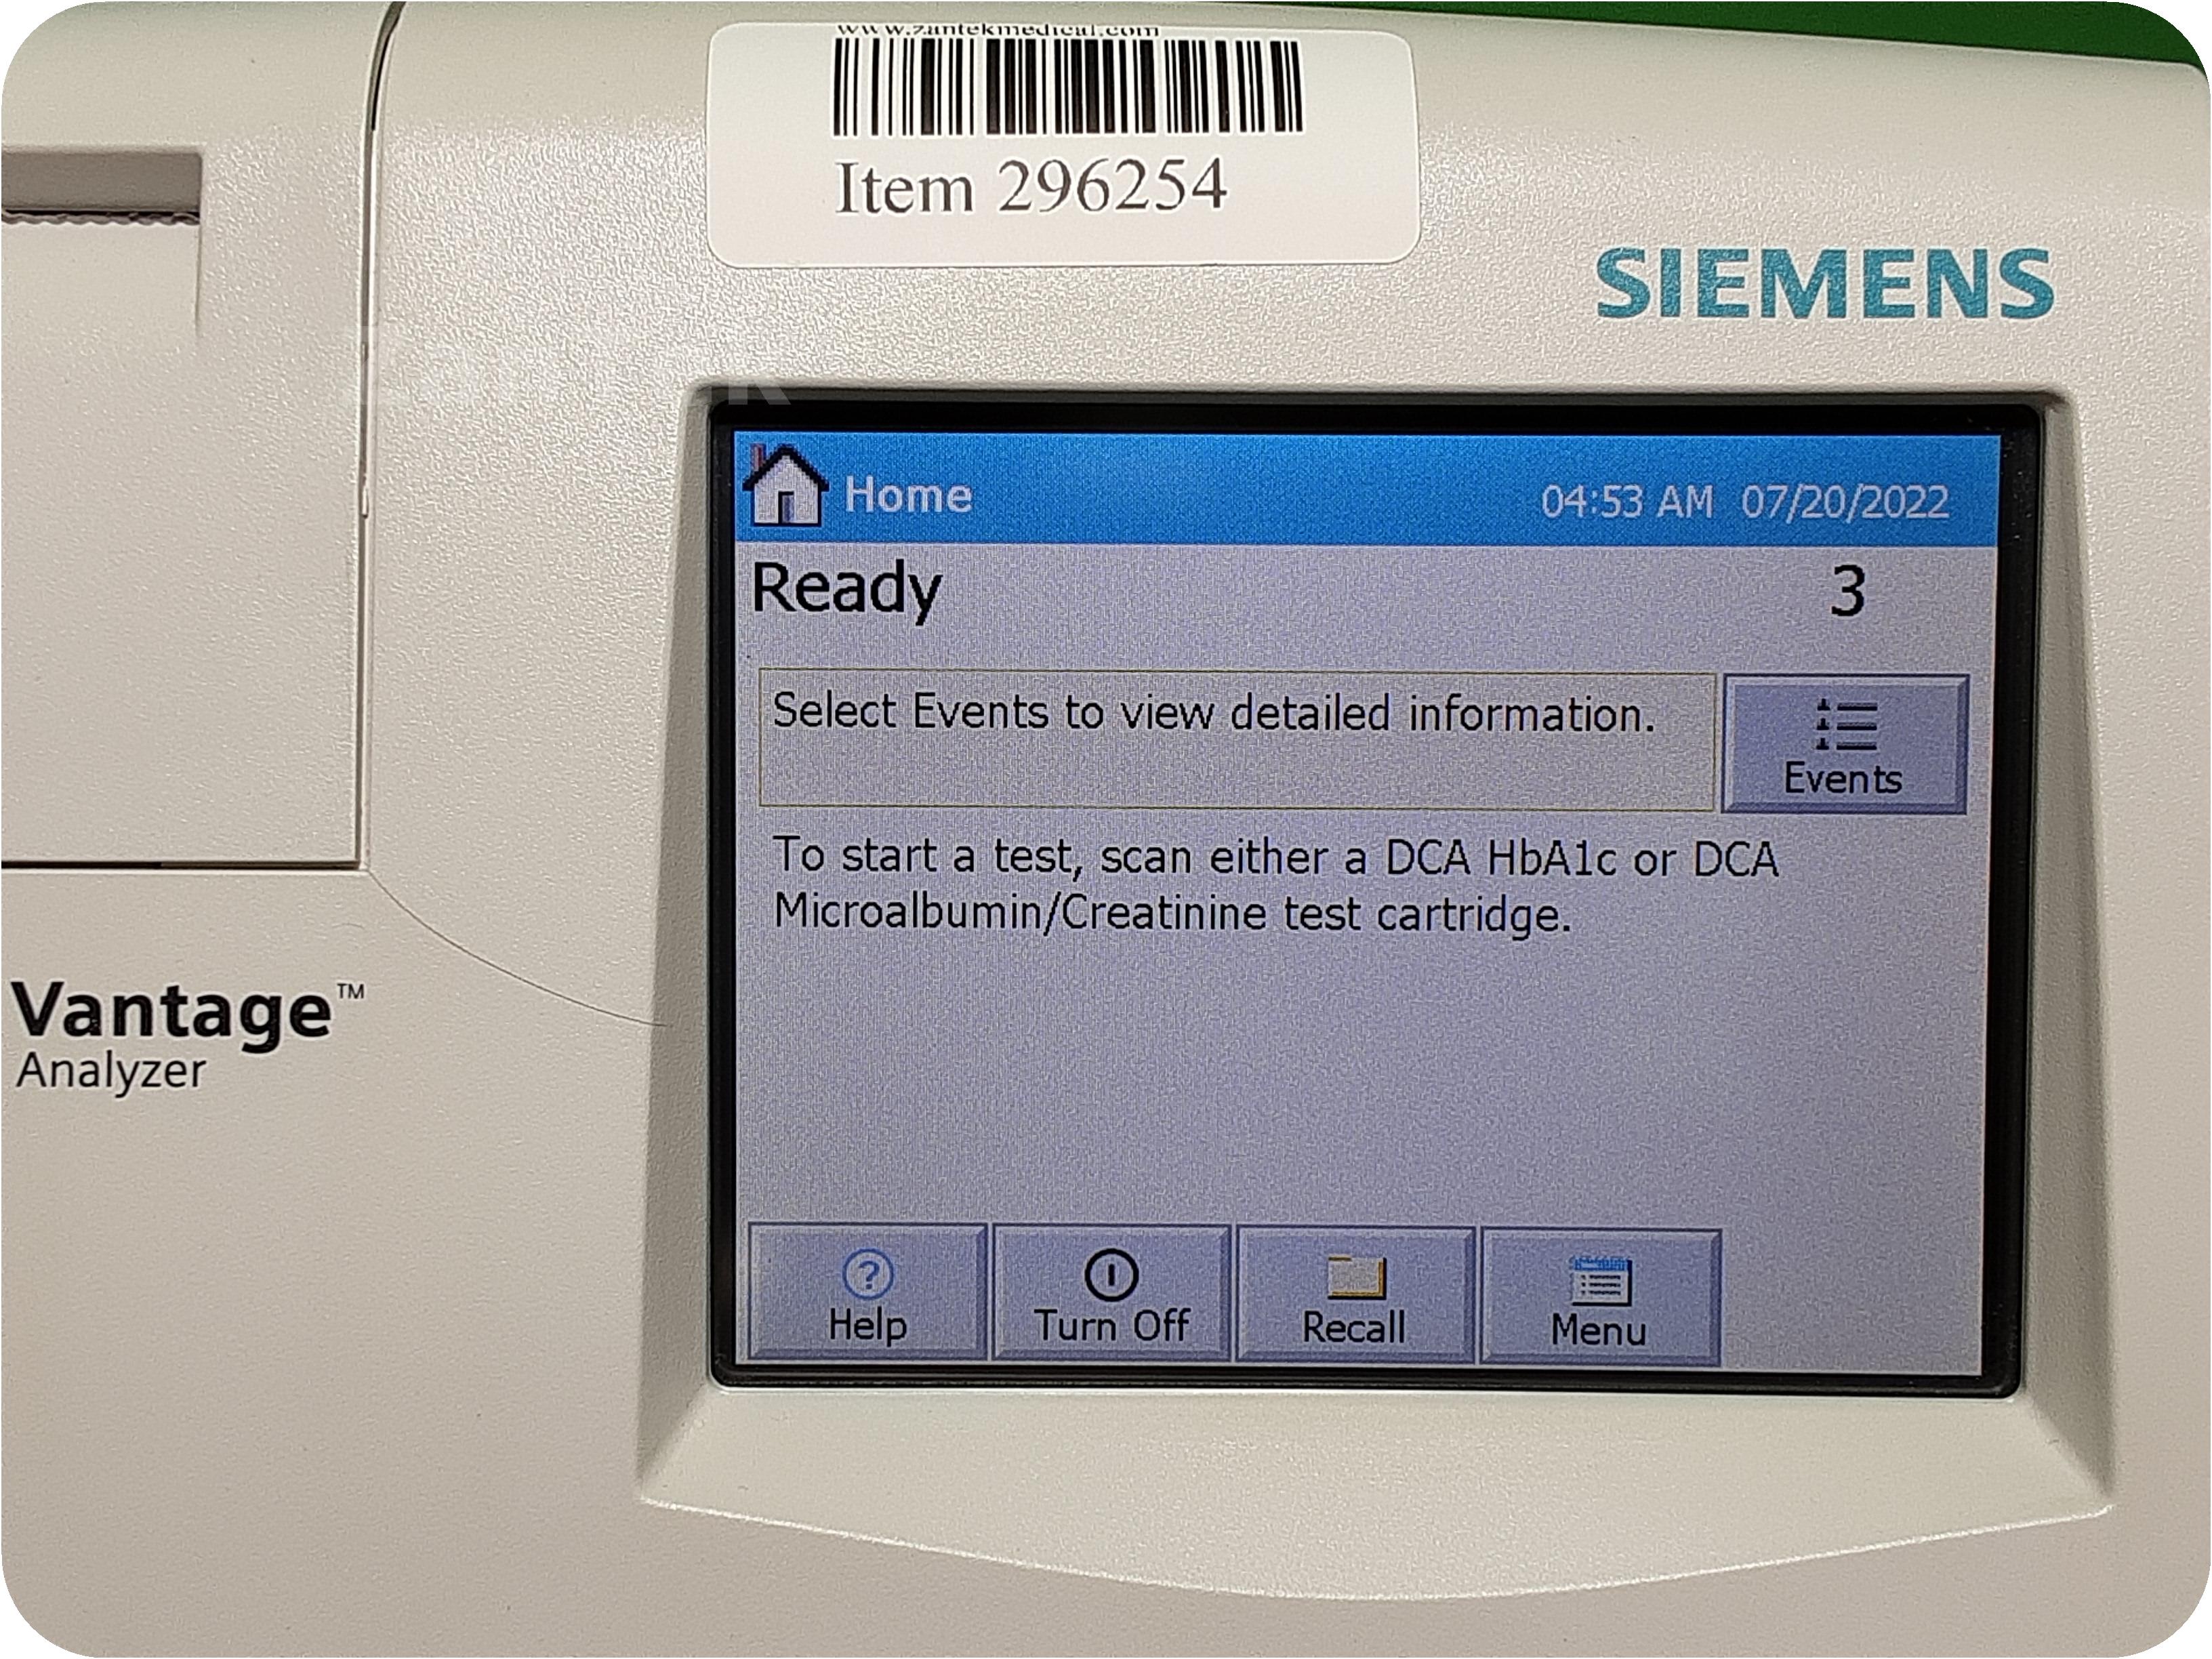 www.zantekmedical.com
Item 296254
SIEMENS
Home 04:53 AM 07/20/2022
Ready 3
Select Events to view detailed information.
Events
To start a test, scan either a DCA HbA1c or DCA
Microalbumin/Creatinine test cartridge.
Vantage™
Analyzer
Help Turn Off Recall Menu